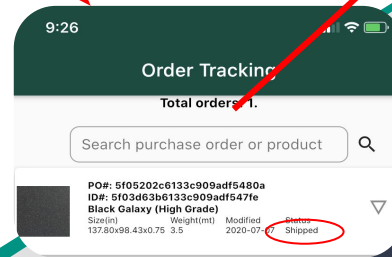 9:26
Order Tracking
Total orders: 1.
Search purchase order or product
PO#: 5f05202c6133c909adf5480a
ID#: 5f03d63b6133c909adf547fe
Black Galaxy (High Grade)
Size(in) Weight(mt) Modified Status
137.80x98.43x0.75 3.5 2020-07-07 Shipped